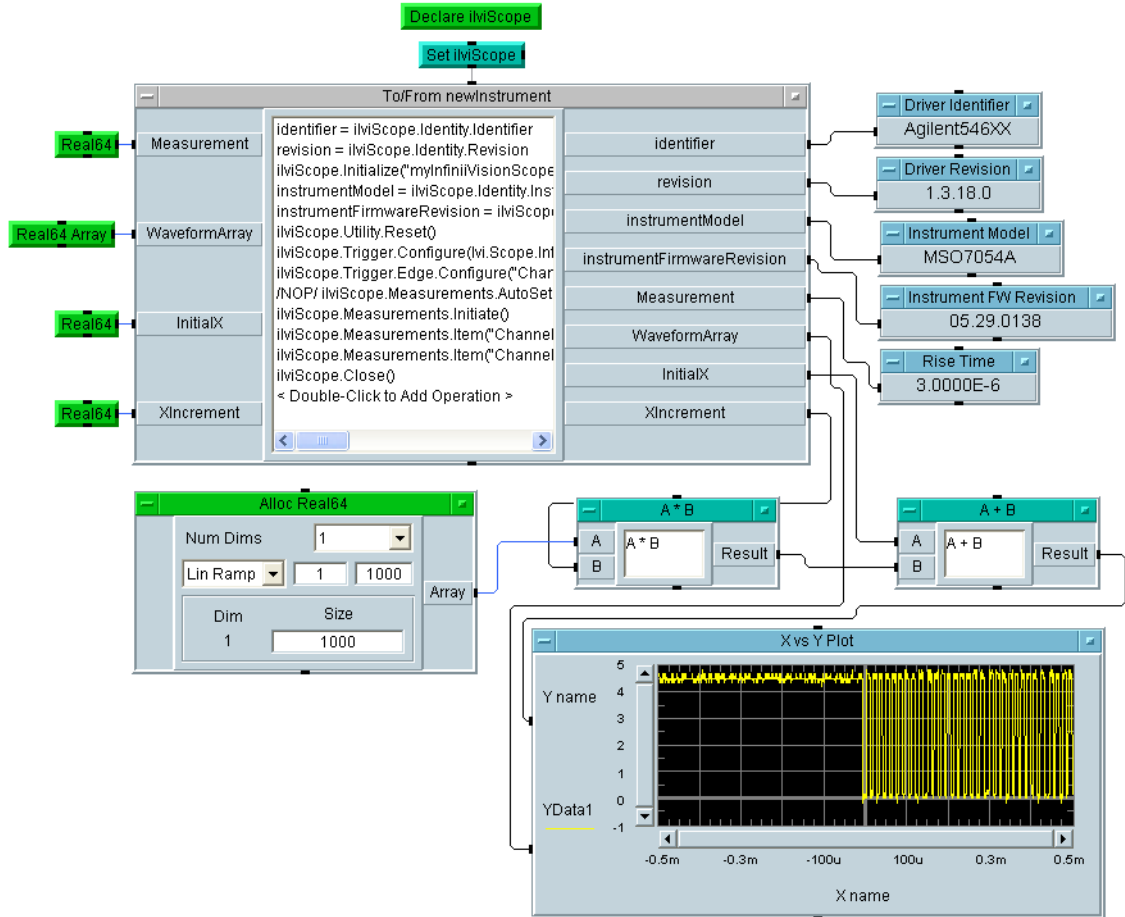 Declare ilviScope
Set ilviScope
To/From newInstrument
Real64
Measurement
Real64 Array
WaveformArray
Real64
InitialX
Real64
XIncrement
identifier = ilviScope.Identity.Identifier
revision = ilviScope.Identity.Revision
ilviScope.Initialize("myInfiniiVisionScope
instrumentModel = ilviScope.Identity.Ins
instrumentFirmwareRevision = ilviScop
ilviScope.Utility.Reset()
ilviScope.Trigger.Configure(Ivi.Scope.Int
ilviScope.Trigger.Edge.Configure("Chan
/NOP/ ilviScope.Measurements.AutoSet
ilviScope.Measurements.Initiate()
ilviScope.Measurements.Item("Channel
ilviScope.Measurements.Item("Channel
ilviScope.Close()
< Double-Click to Add Operation >
identifier
revision
instrumentModel
instrumentFirmwareRevision
Measurement
WaveformArray
InitialX
XIncrement
Driver Identifier
Agilent546XX
Driver Revision
1.3.18.0
Instrument Model
MSO7054A
Instrument FW Revision
05.29.0138
Rise Time
3.0000E-6
Alloc Real64
Num Dims 1
Lin Ramp 1 1000
Array
Dim Size
1 1000
A * B
A
B
A * B
Result
A + B
A
B
A + B
Result
X vs Y Plot
Y name
YData1
5
4
3
2
1
0
-1
-0.5m -0.3m -100u 100u 0.3m 0.5m
X name